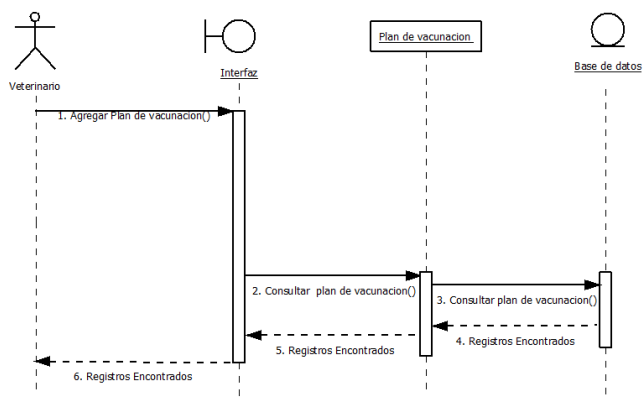 Plan de vacunacion
Veterinario
Interfaz
Base de datos
1. Agregar Plan de vacunacion()
2. Consultar plan de vacunacion()
3. Consultar plan de vacunacion()
4. Registros Encontrados
5. Registros Encontrados
6. Registros Encontrados